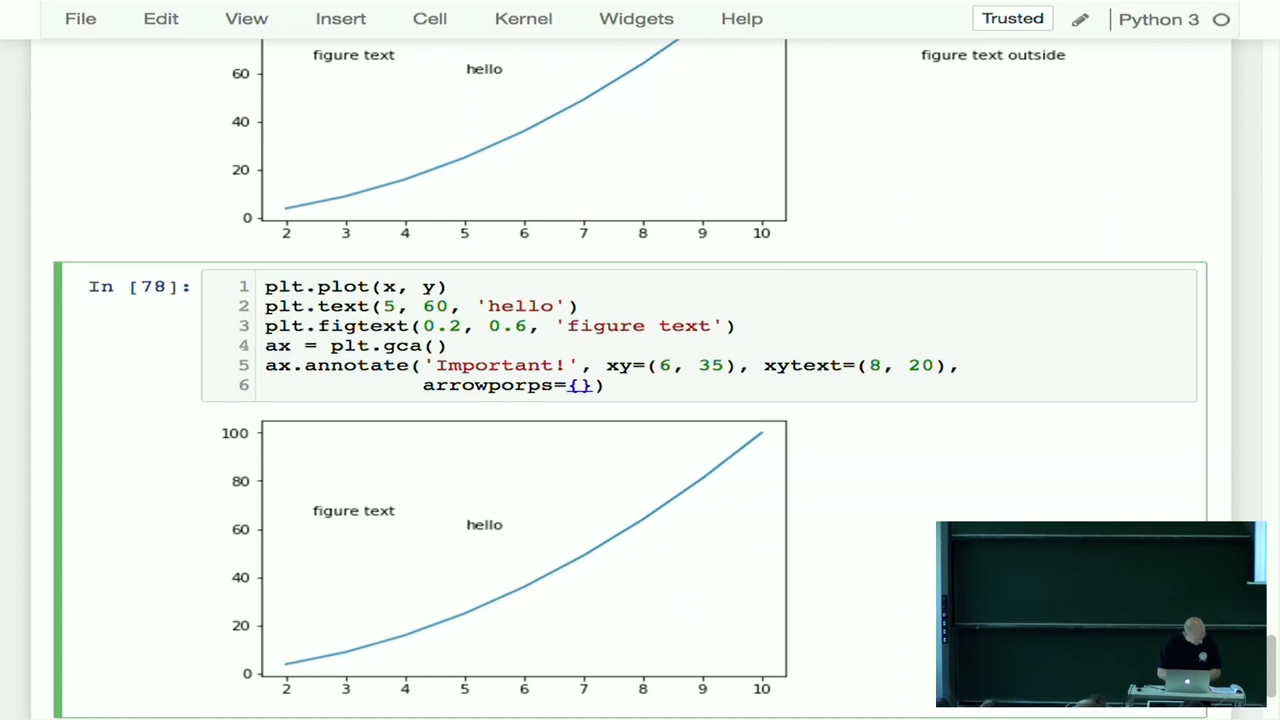 File Edit View Insert Cell Kernel Widgets Help Trusted Python 3
figure text
hello
figure text outside
60
40
20
0
2 3 4 5 6 7 8 9 10
In [78]:
1 plt.plot(x, y)
2 plt.text(5, 60, 'hello')
3 plt.figtext(0.2, 0.6, 'figure text')
4 ax = plt.gca()
5 ax.annotate('Important!', xy=(6, 35), xytext=(8, 20),
6 arrowporps={})
100
80
60
40
20
0
figure text
hello
2 3 4 5 6 7 8 9 10